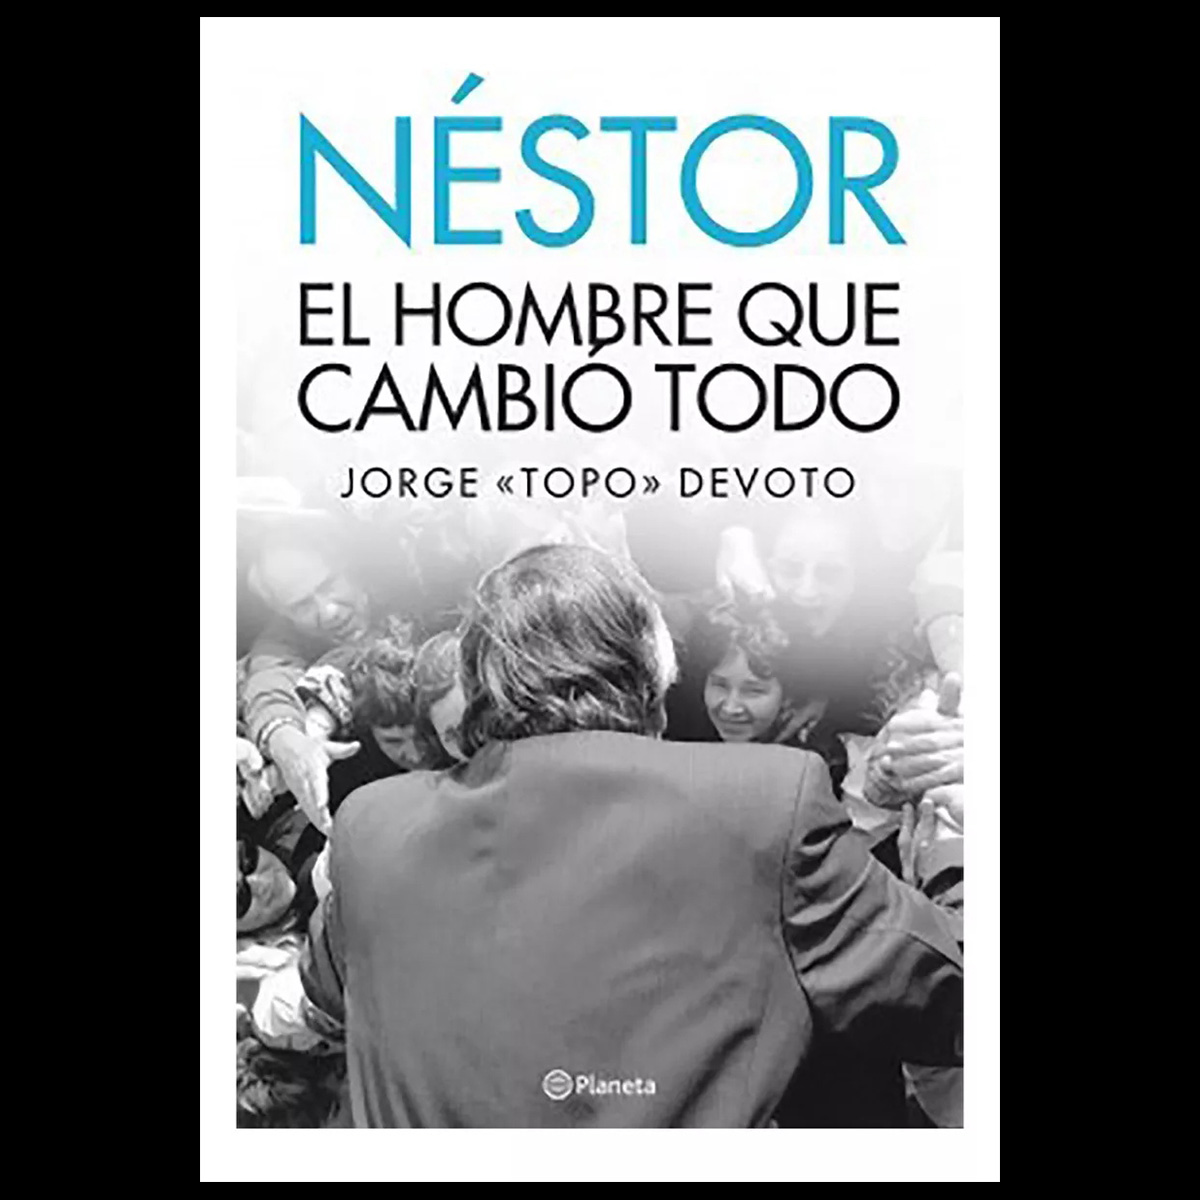 NÉSTOR
EL HOMBRE QUE
CAMBIÓ TODO
JORGE «TOPO» DEVOTO
Planeta